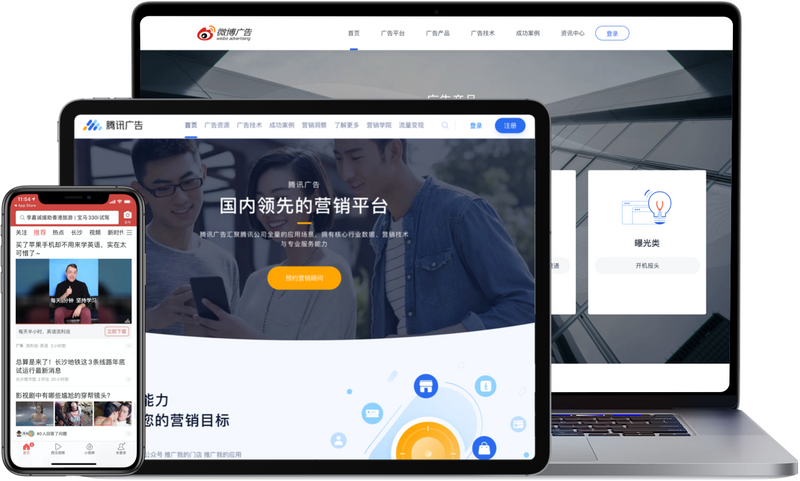 微博广告
weibo advertising
首页 广告平台 广告产品 广告技术 成功案例 资讯中心 登录
广告产品
曝光类
开机报头
腾讯广告
首页 广告资源 广告技术 成功案例 营销洞察 了解更多 营销学院 流量变现 登录 注册
腾讯广告
国内领先的营销平台
腾讯广告汇聚腾讯公司全量的应用场景，拥有核心行业数据、营销技术
与专业服务能力
预约营销顾问
能力
您的营销目标
公众号 推广我的门店 推广我的应用
11:54
App Store
李嘉诚援助香港旅游 | 宝马330i试驾
关注 推荐 热点 长沙 视频 新时代
买了苹果手机却不用来学英语，实在太
可惜了~
每天1分钟 坚持学习
每天半小时，英语流利说
立即下载
总算是来了！长沙地铁这3条线路年底
试运行最新消息
影视剧中有哪些尴尬的穿帮镜头?
40人回答了问题